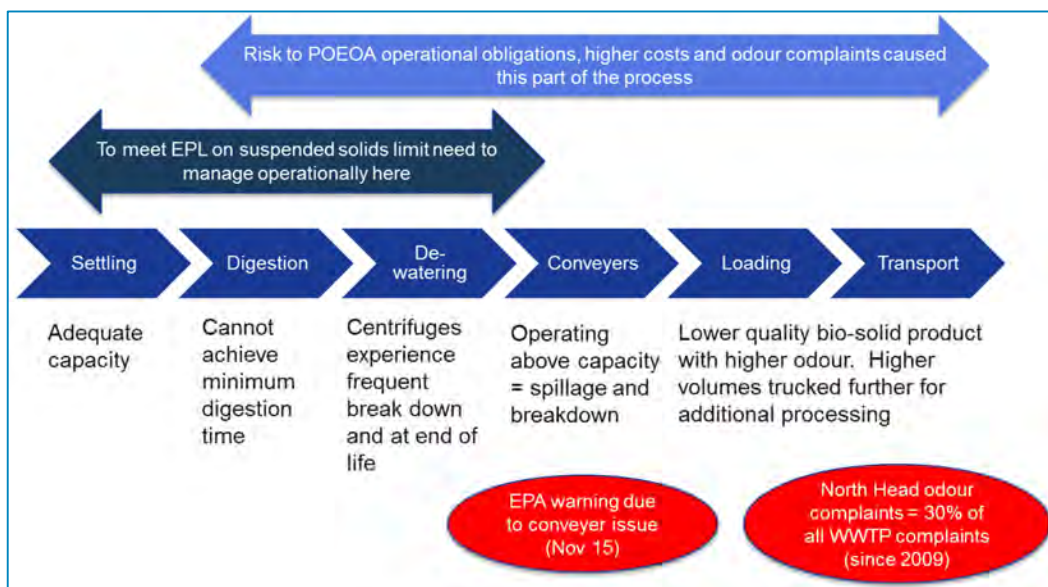 Risk to POEOA operational obligations, higher costs and odour complaints caused
this part of the process
To meet EPL on suspended solids limit need to
manage operationally here
Settling
Digestion
De-
watering
Conveyers
Loading
Transport
Adequate
capacity
Cannot
achieve
minimum
digestion
time
Centrifuges
experience
frequent
break down
and at end of
life
Operating
above capacity
= spillage and
breakdown
Lower quality bio-solid product
with higher odour.  Higher
volumes trucked further for
additional processing
EPA warning due
to conveyer issue
(Nov 15)
North Head odour
complaints = 30% of
all WWTP complaints
(since 2009)